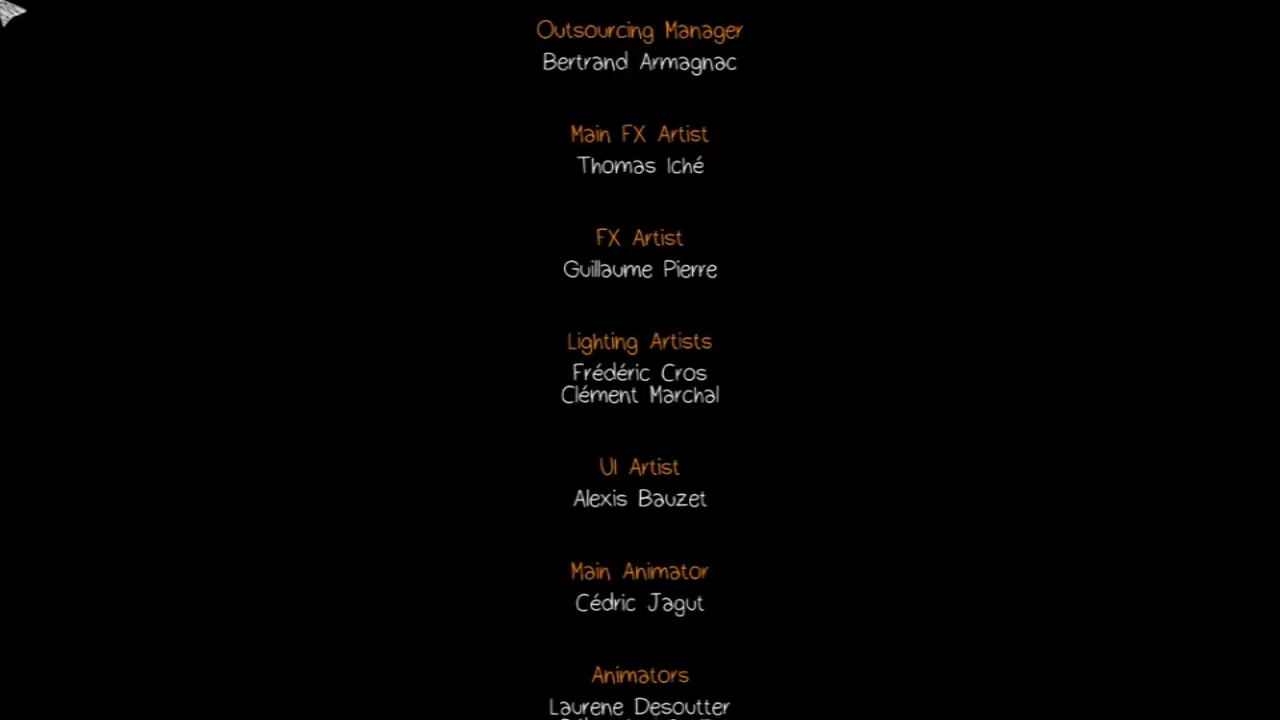 Outsourcing Manager
Bertrand Armagnac
Main FX Artist
Thomas Iché
FX Artist
Guillaume Pierre
Lighting Artists
Frédéric Cros
Clément Marchal
UI Artist
Alexis Bauzet
Main Animator
Cédric Jagut
Animators
Laurene Desoutter